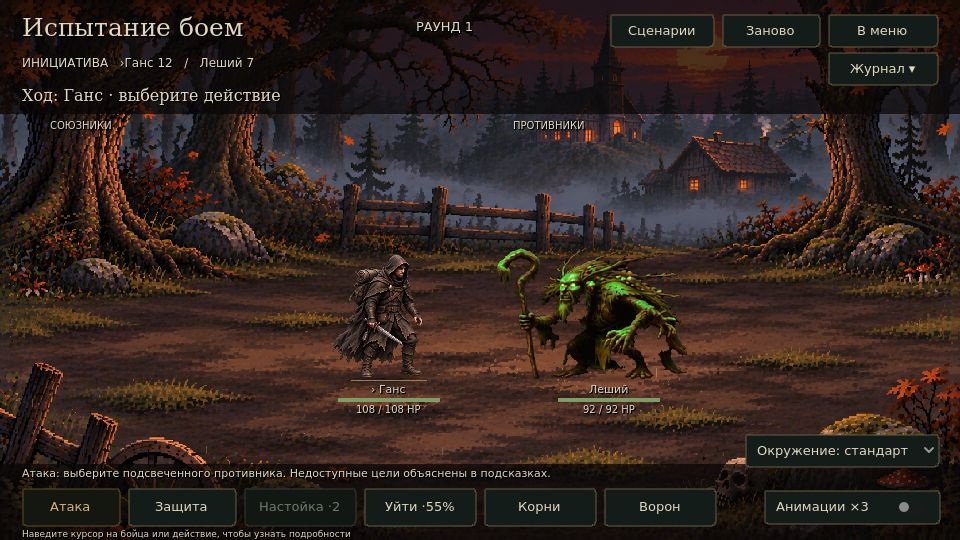 Испытание боем
РАУНД 1
Сценарии
Заново
В меню
ИНИЦИАТИВА ›Ганс 12 / Леший 7
Журнал ▾
Ход: Ганс · выберите действие
СОЮЗНИКИ
ПРОТИВНИКИ
› Ганс
108 / 108 HP
Леший
92 / 92 HP
Окружение: стандарт
Атака: выберите подсвеченного противника. Недоступные цели объяснены в подсказках.
Атака
Защита
Настойка ·2
Уйти ·55%
Корни
Ворон
Анимации ×3
Наведите курсор на бойца или действие, чтобы узнать подробности